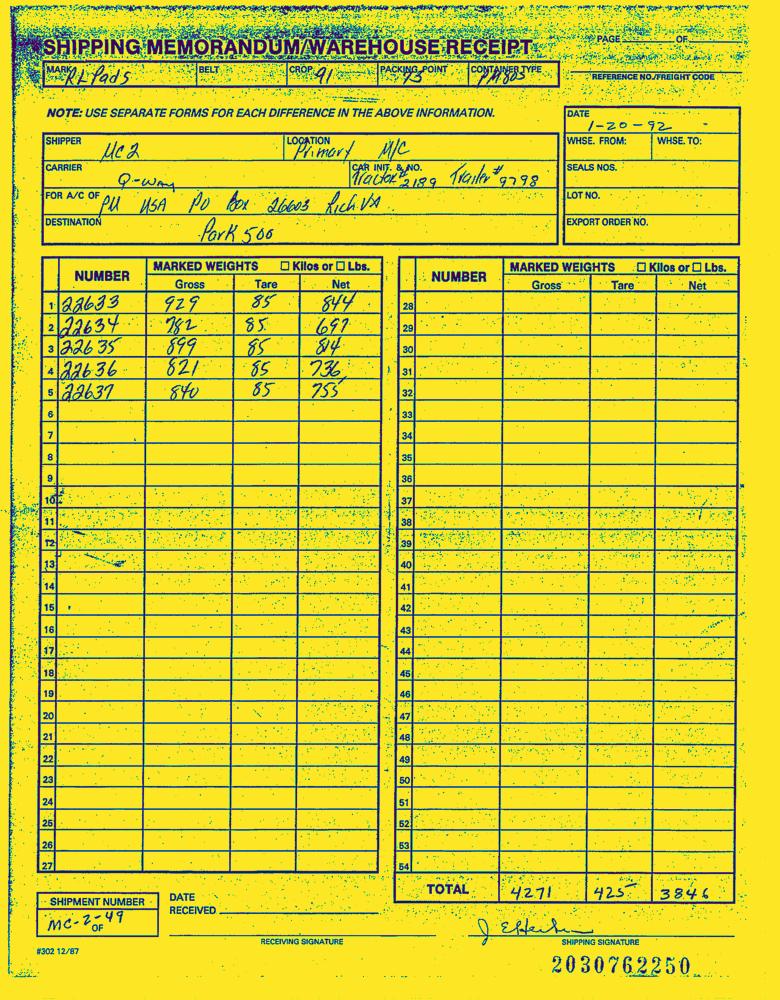 PAGE OF
SHIPPING MEMORANDUM/WAREHOUSE RECEIPT
MARK RL Pads BELT CROP 91 PACKING POINT 43 CONTAINER TYPE
REFERENCE NO./FREIGHT CODE
NOTE: USE SEPARATE FORMS FOR EACH DIFFERENCE IN THE ABOVE INFORMATION.
DATE 1-20-92
SHIPPER MC2 LOCATION Primary M/C
WHSE. FROM: WHSE. TO:
CARRIER Q-way CAR INIT. & NO. Tractor# 2189 Trailer# 9798
SEALS NOS.
FOR A/C OF PM USA PO Box 26603 Rich VA
LOT NO.
DESTINATION Park 500
EXPORT ORDER NO.
NUMBER MARKED WEIGHTS ☐ Kilos or ☐ Lbs. NUMBER MARKED WEIGHTS ☐ Kilos or ☐ Lbs.
Gross Tare Net Gross Tare Net
1 22633 929 85 844 28
2 22634 782 85 697 29
3 22635 899 85 814 30
4 22636 821 85 736 31
5 22637 840 85 755 32
6 33
7 34
8 35
9 36
10 37
11 38
12 39
13 40
14 41
15 42
16 43
17 44
18 45
19 46
20 47
21 48
22 49
23 50
24 51
25 52
26 53
27 54
TOTAL 4271 425 3846
SHIPMENT NUMBER
MC-2-49
OF
DATE
RECEIVED
RECEIVING SIGNATURE
SHIPPING SIGNATURE
#302 12/87
2030762250